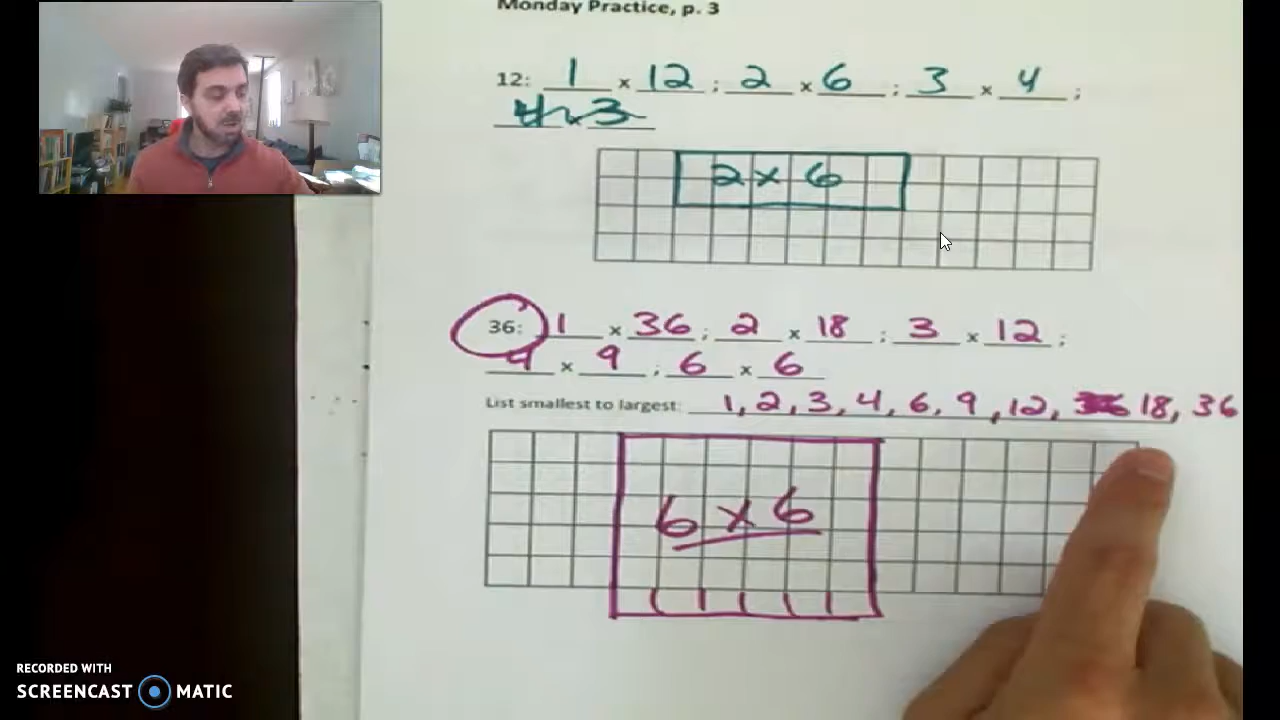 Monday Practice, p. 3
12: 1 × 12 ; 2 × 6 ; 3 × 4 ;
4 × 3
2 × 6
36: 1 × 36 ; 2 × 18 ; 3 × 12 ;
4 × 9 ; 6 × 6
List smallest to largest: 1, 2, 3, 4, 6, 9, 12, 18, 36
6 × 6
RECORDED WITH
SCREENCAST MATIC